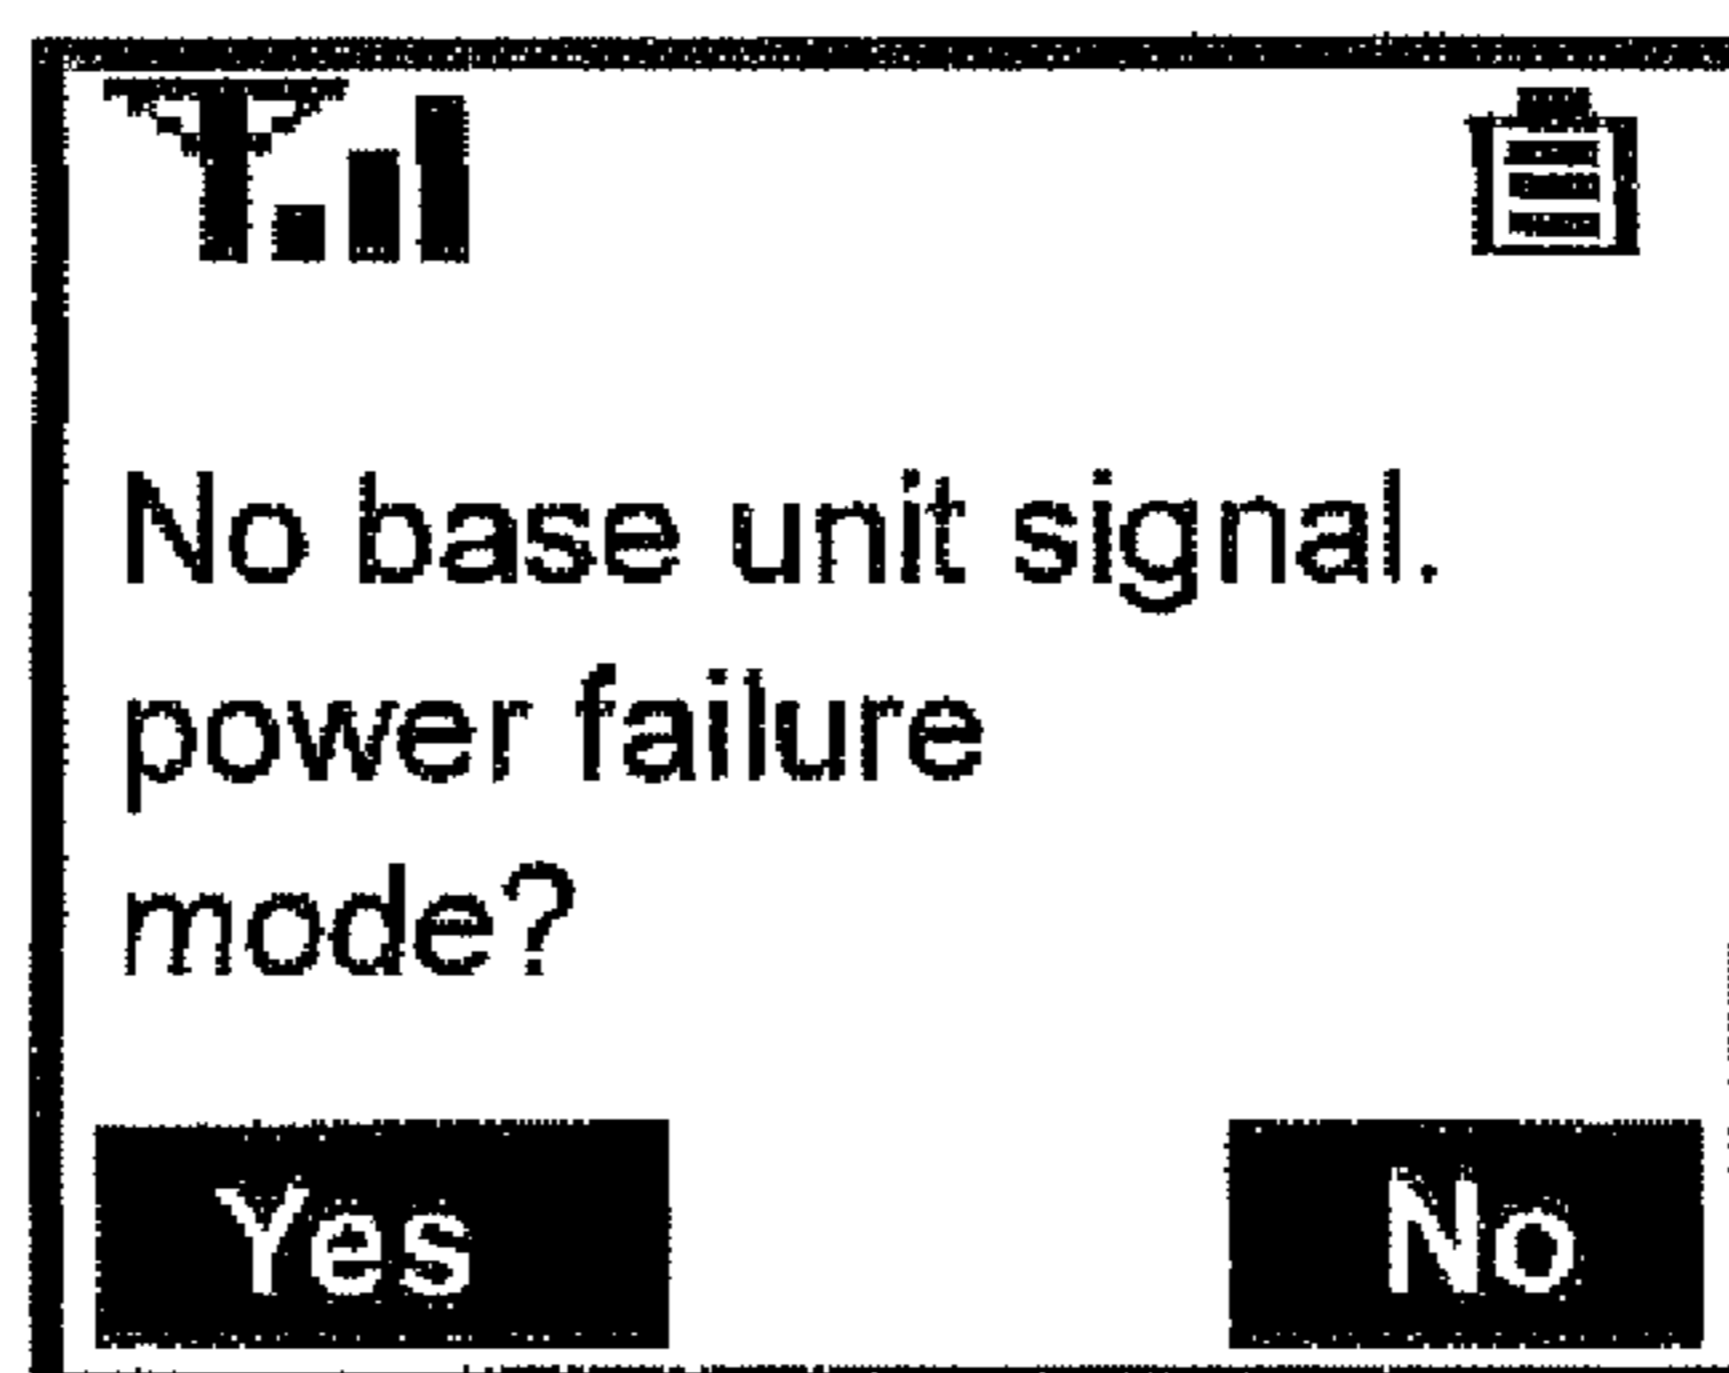 No base unit signal.
power failure
mode?
Yes
No